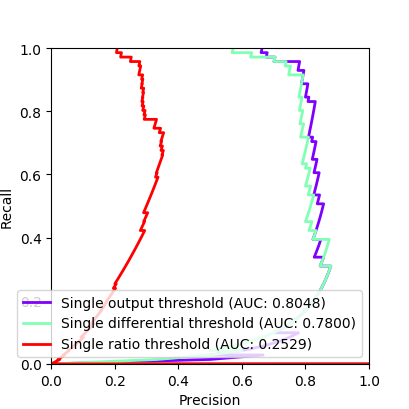 1.0
0.8
0.6
0.4
0.2
0.0
Recall
Single output threshold (AUC: 0.8048)
Single differential threshold (AUC: 0.7800)
Single ratio threshold (AUC: 0.2529)
0.0 0.2 0.4 0.6 0.8 1.0
Precision